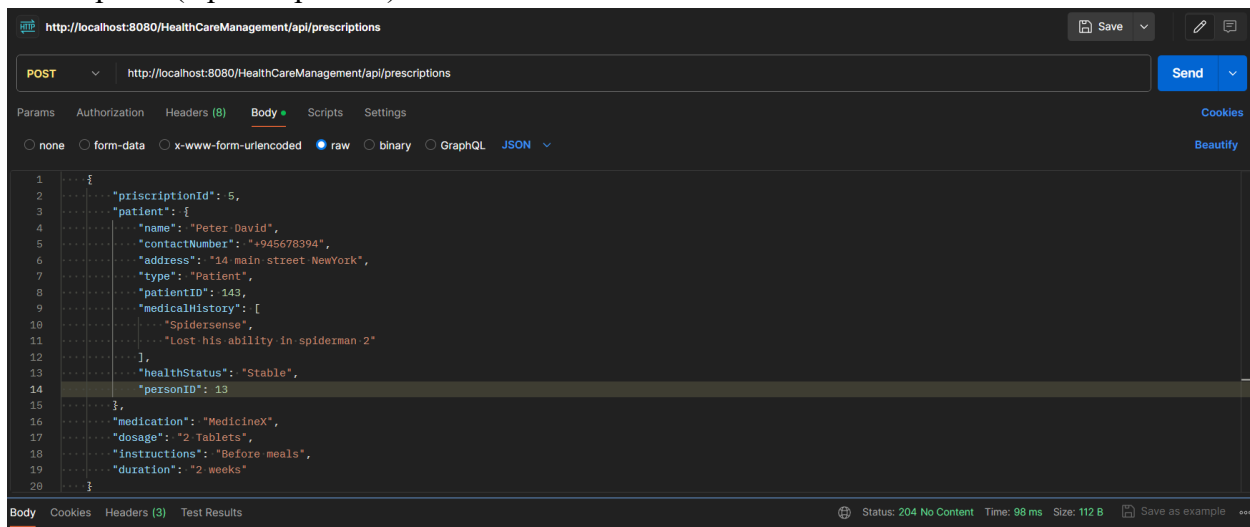 HTTP http://localhost:8080/HealthCareManagement/api/prescriptions Save
POST http://localhost:8080/HealthCareManagement/api/prescriptions Send
Params Authorization Headers (8) Body Scripts Settings Cookies
none form-data x-www-form-urlencoded raw binary GraphQL JSON Beautify
1 {
2 "priscriptionId": 5,
3 "patient": {
4 "name": "Peter David",
5 "contactNumber": "+945678394",
6 "address": "14 main street NewYork",
7 "type": "Patient",
8 "patientID": 143,
9 "medicalHistory": [
10 "Spidersense",
11 "Lost his ability in spiderman 2"
12 ],
13 "healthStatus": "Stable",
14 "personID": 13
15 },
16 "medication": "MedicineX",
17 "dosage": "2 Tablets",
18 "instructions": "Before meals",
19 "duration": "2 weeks"
20 }
Body Cookies Headers (3) Test Results Status: 204 No Content Time: 98 ms Size: 112 B Save as example